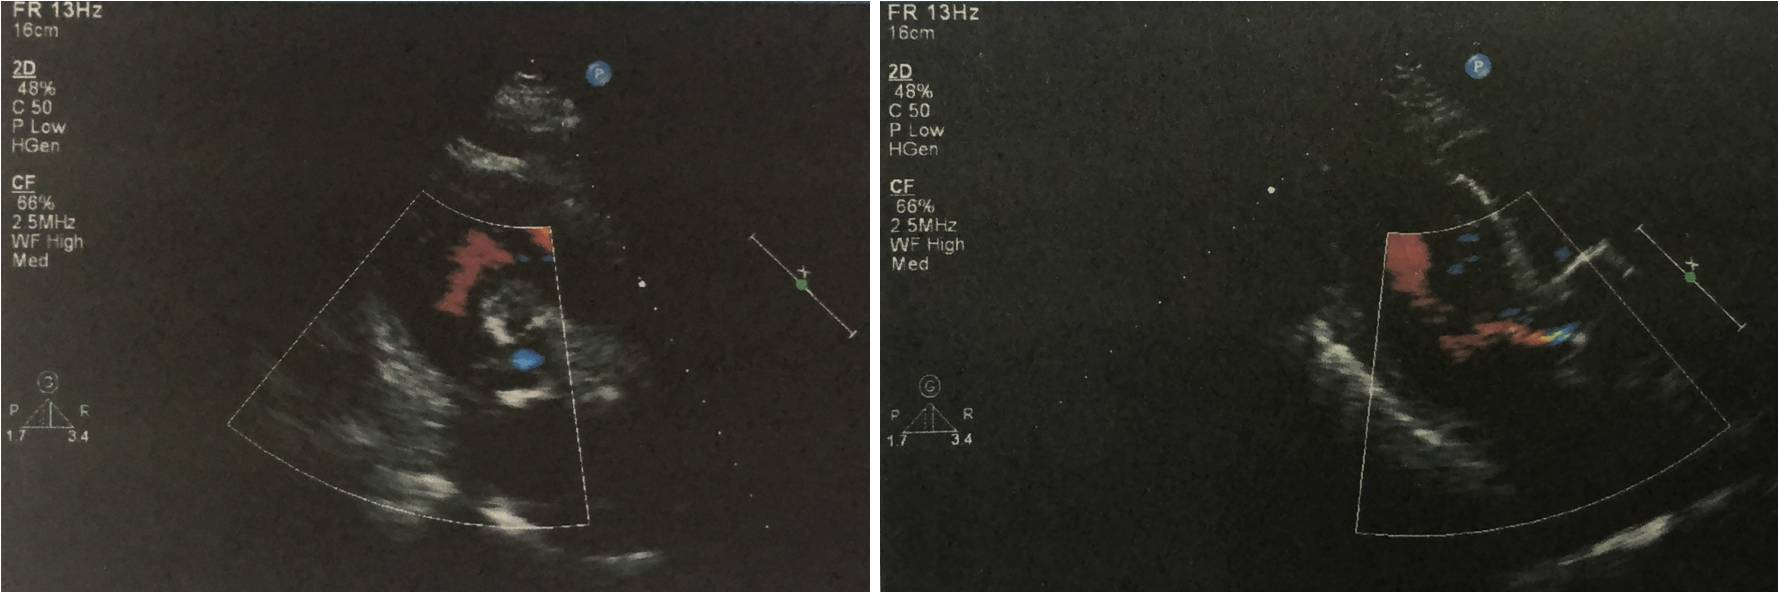 FR 13Hz
16cm
2D
48%
C 50
P Low
HGen
CF
66%
2.5MHz
WF High
Med
P
G
P R
1.7 3.4
FR 13Hz
16cm
2D
48%
C 50
P Low
HGen
CF
66%
2.5MHz
WF High
Med
P
G
P R
1.7 3.4